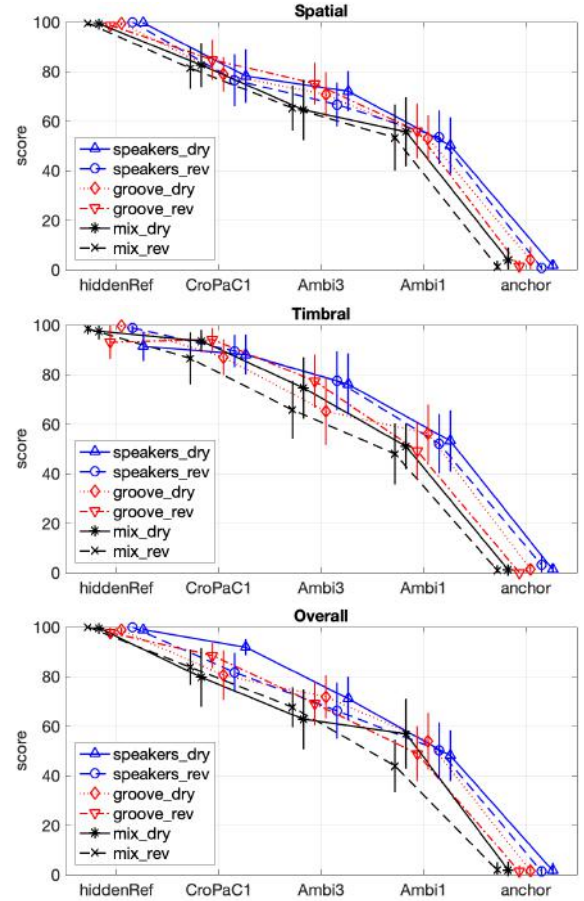 Spatial
100
80
60
40
20
0
score
speakers_dry
speakers_rev
groove_dry
groove_rev
mix_dry
mix_rev
hiddenRef CroPaC1 Ambi3 Ambi1 anchor
Timbral
100
80
60
40
20
0
score
speakers_dry
speakers_rev
groove_dry
groove_rev
mix_dry
mix_rev
hiddenRef CroPaC1 Ambi3 Ambi1 anchor
Overall
100
80
60
40
20
0
score
speakers_dry
speakers_rev
groove_dry
groove_rev
mix_dry
mix_rev
hiddenRef CroPaC1 Ambi3 Ambi1 anchor